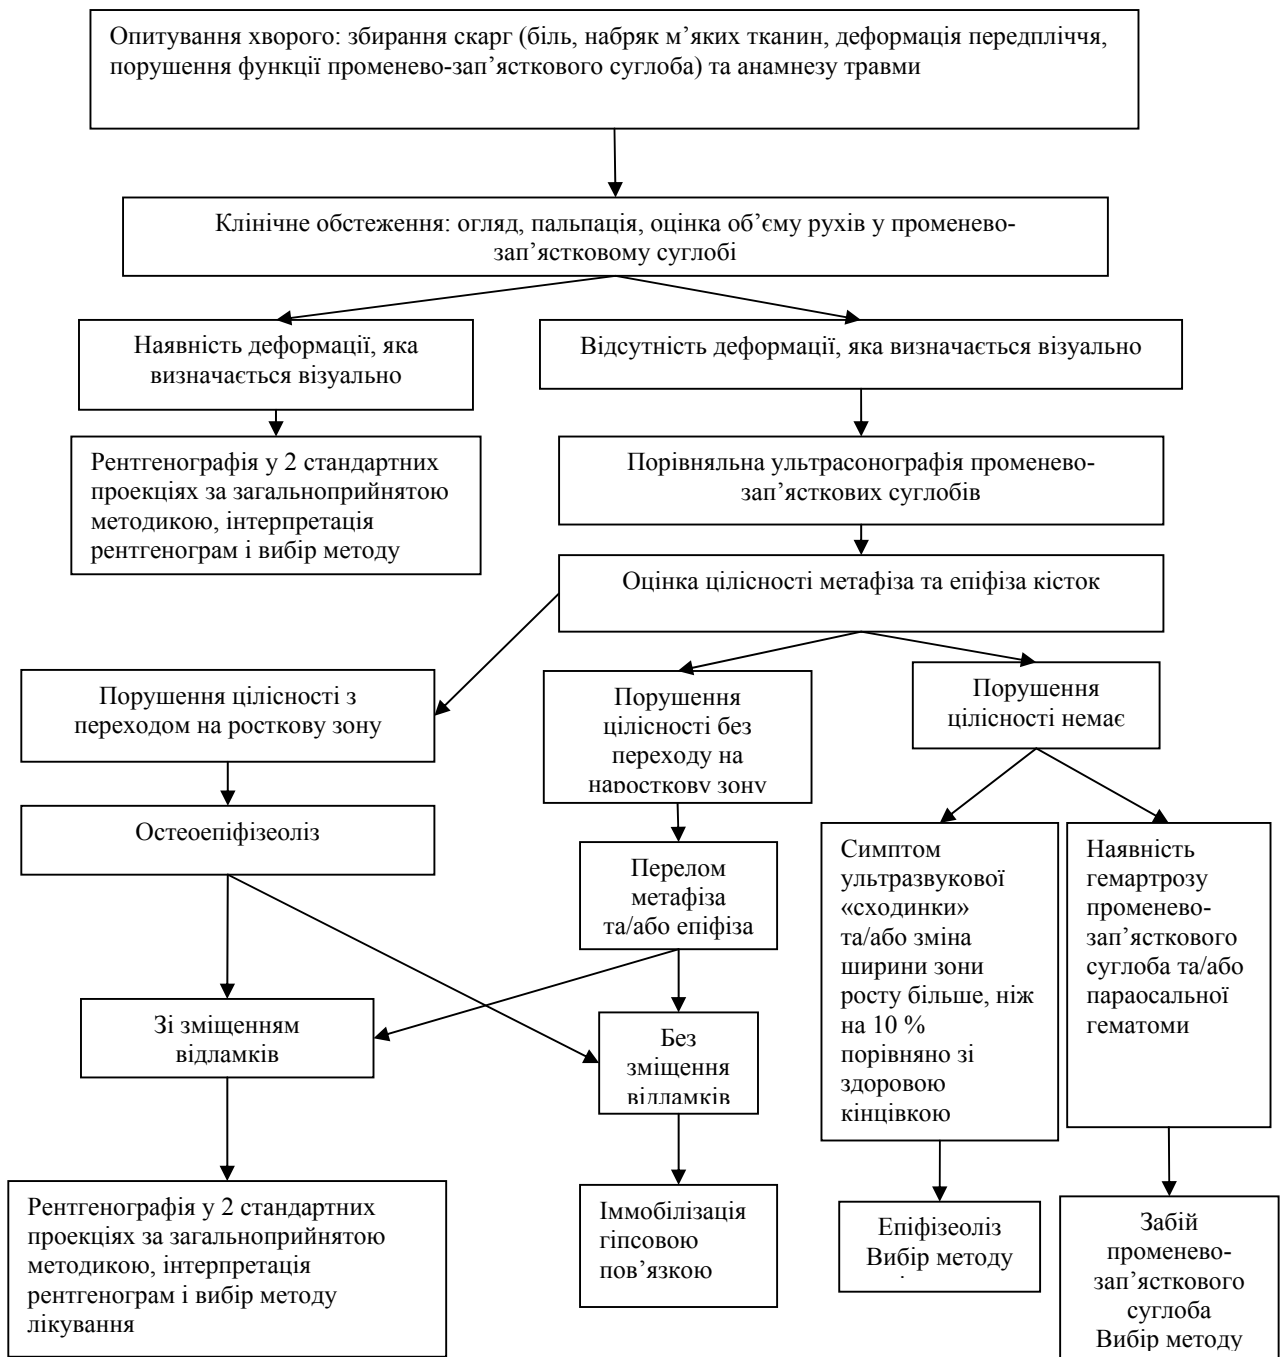 Опитування хворого: збирання скарг (біль, набряк м’яких тканин, деформація передпліччя,
порушення функції променево-зап’ясткового суглоба) та анамнезу травми
Клінічне обстеження: огляд, пальпація, оцінка об’єму рухів у променево-
зап’ястковому суглобі
Наявність деформації, яка
визначається візуально
Відсутність деформації, яка визначається візуально
Рентгенографія у 2 стандартних
проекціях за загальноприйнятою
методикою, інтерпретація
рентгенограм і вибір методу
Порівняльна ультрасонографія променево-
зап’ясткових суглобів
Оцінка цілісності метафіза та епіфіза кісток
Порушення цілісності з
переходом на росткову зону
Порушення
цілісності без
переходу на
наросткову зону
Порушення
цілісності немає
Остеоепіфізеоліз
Перелом
метафіза
та/або епіфіза
Симптом
ультразвукової
«сходинки»
та/або зміна
ширини зони
росту більше, ніж
на 10 %
порівняно зі
здоровою
кінцівкою
Наявність
гемартрозу
променево-
зап’ясткового
суглоба та/або
параосальної
гематоми
Зі зміщенням
відламків
Без
зміщення
відламків
Рентгенографія у 2 стандартних
проекціях за загальноприйнятою
методикою, інтерпретація
рентгенограм і вибір методу
лікування
Іммобілізація
гіпсовою
пов’язкою
Епіфізеоліз
Вибір методу
Забій
променево-
зап’ясткового
суглоба
Вибір методу